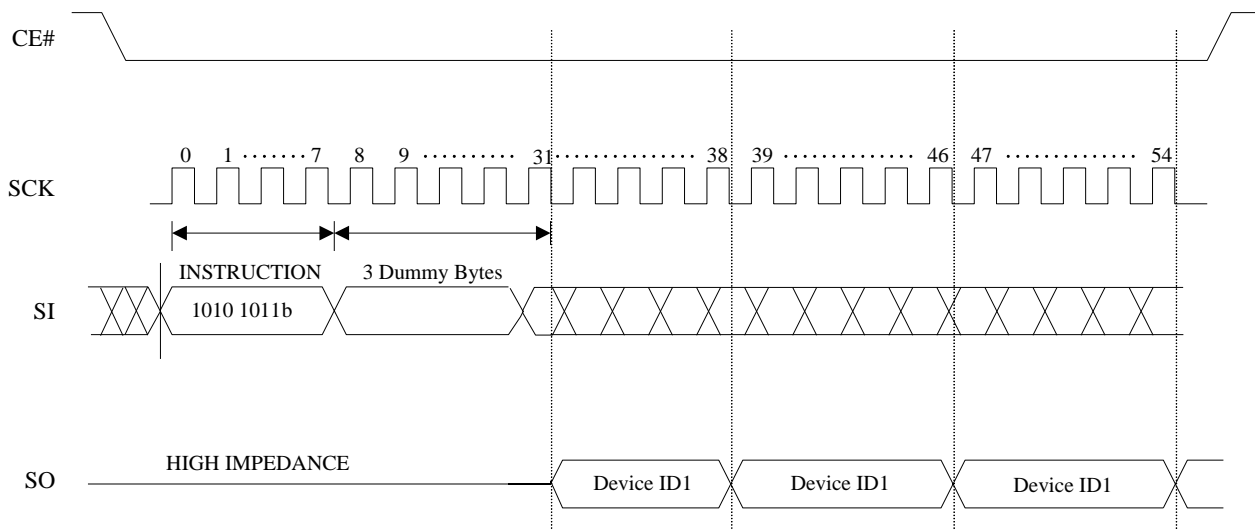 CE#
0 1 ········ 7 8 9 ··············· 31 ················ 38 39 ················ 46 47 ················ 54
SCK
INSTRUCTION 3 Dummy Bytes
SI 1010 1011b
HIGH IMPEDANCE
SO Device ID1 Device ID1 Device ID1